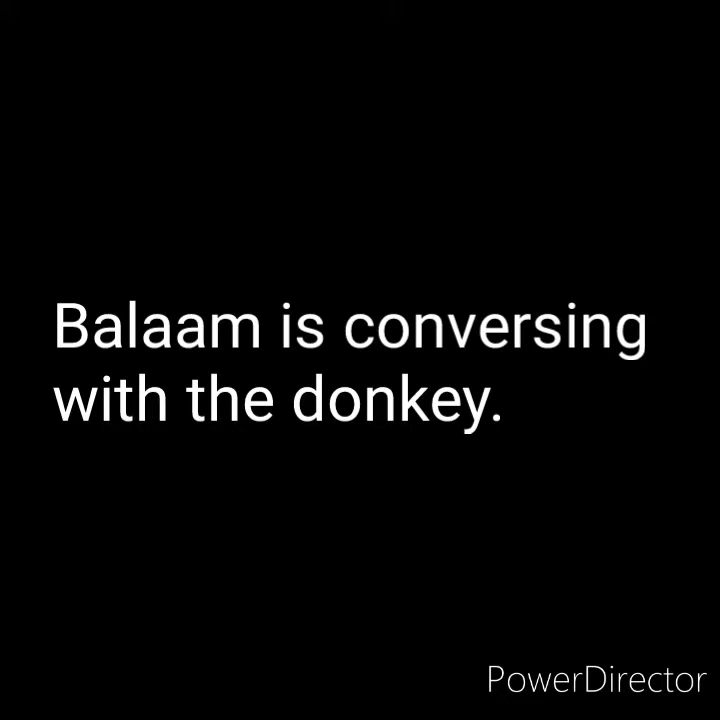 Balaam is conversing
with the donkey.
PowerDirector